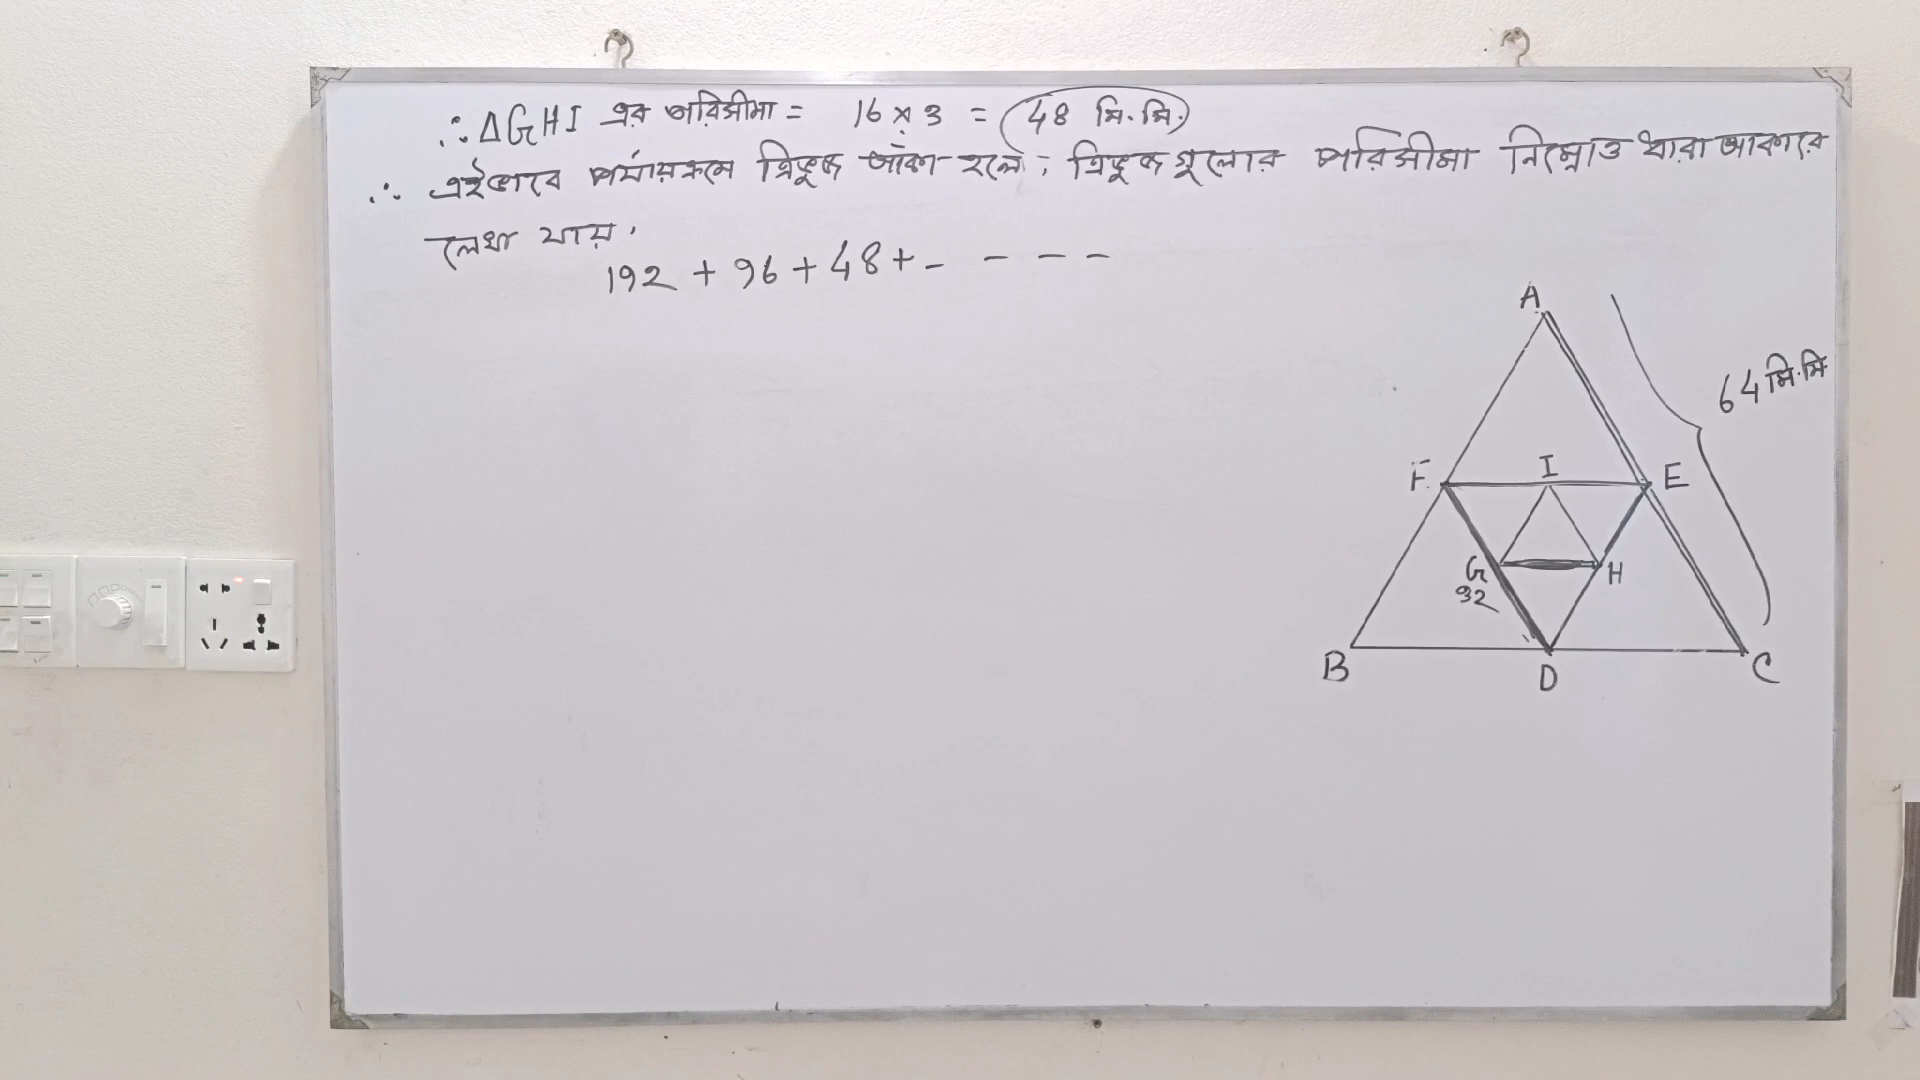 ∴ ΔGHI এর পরিসীমা = 16 × 3 = 48 মি.মি.
∴ এইভাবে পর্যায়ক্রমে ত্রিভুজ আঁকা হলে, ত্রিভুজগুলোর পরিসীমা নিম্নোক্ত ধারা আকারে
লেখা যায়,
192 + 96 + 48 + - - - -
A
64 মি.মি.
F I E
G H
32
B D C